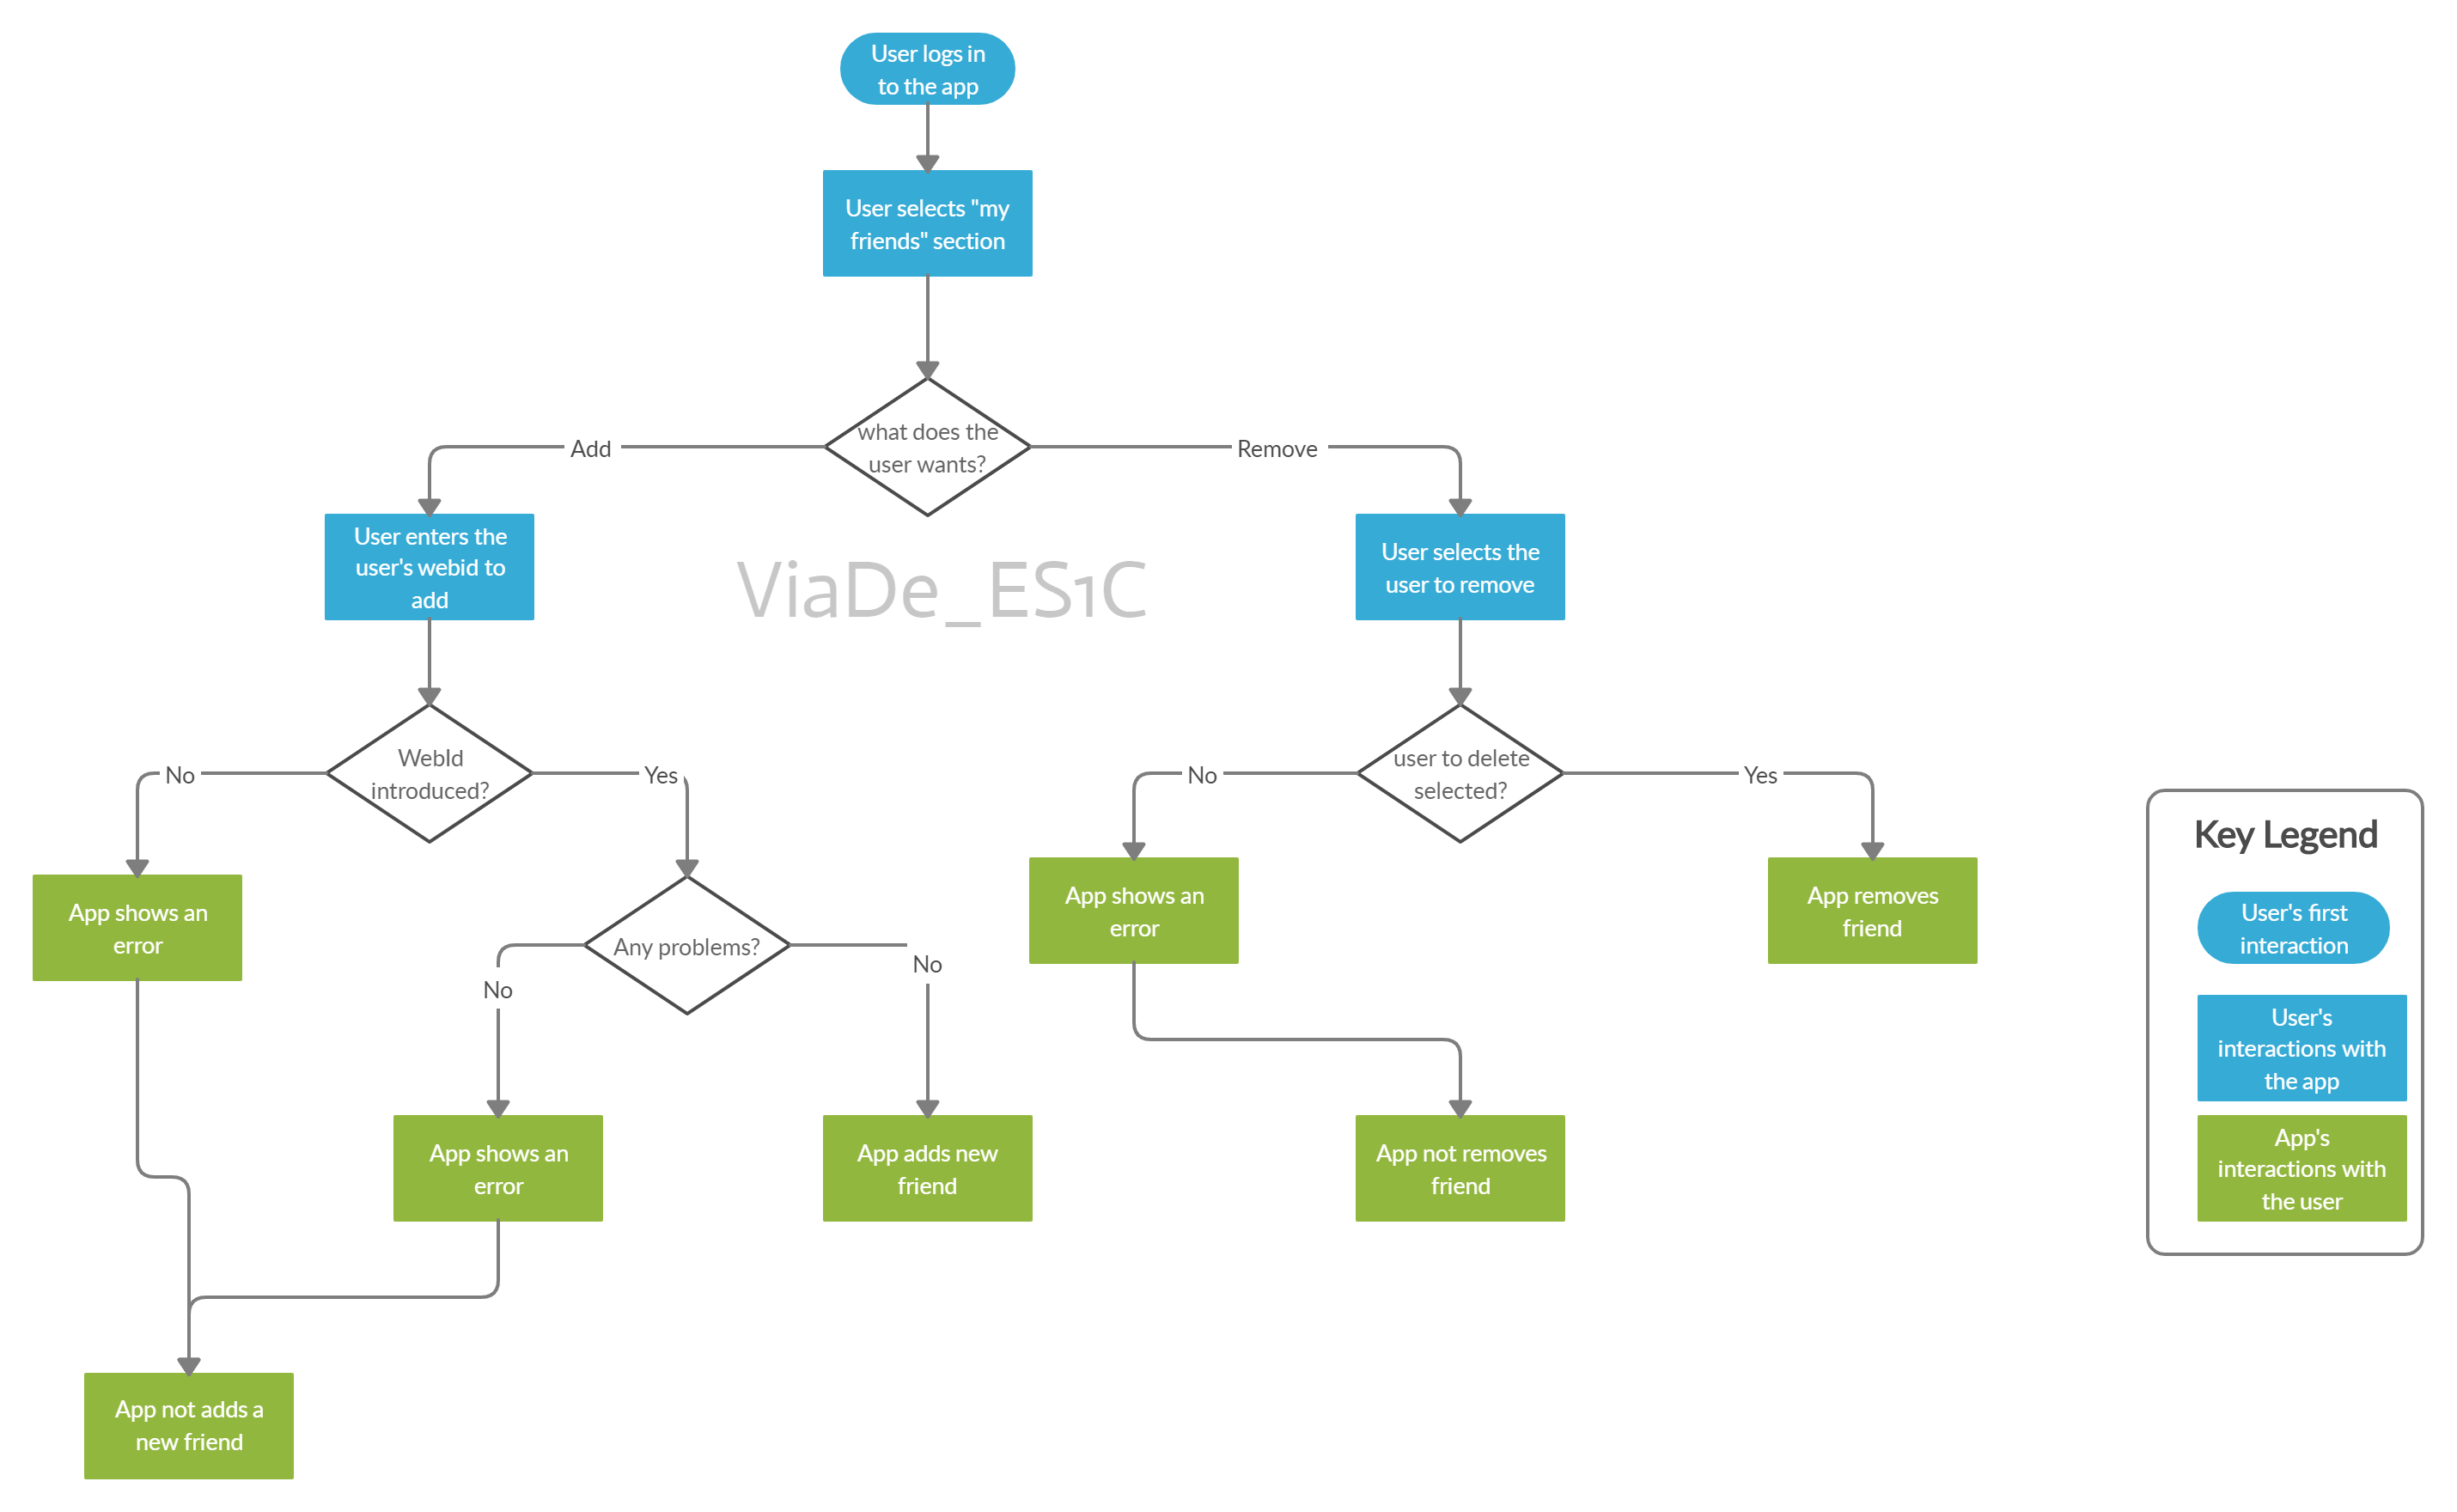 User logs in
to the app
User selects "my
friends" section
what does the
user wants?
Add
Remove
User enters the
user's webid to
add
ViaDe_ES1C
User selects the
user to remove
WebId
introduced?
No
Yes
user to delete
selected?
No
Yes
App shows an
error
Any problems?
No
No
App shows an
error
App removes
friend
App shows an
error
App adds new
friend
App not removes
friend
App not adds a
new friend
Key Legend
User's first
interaction
User's
interactions with
the app
App's
interactions with
the user